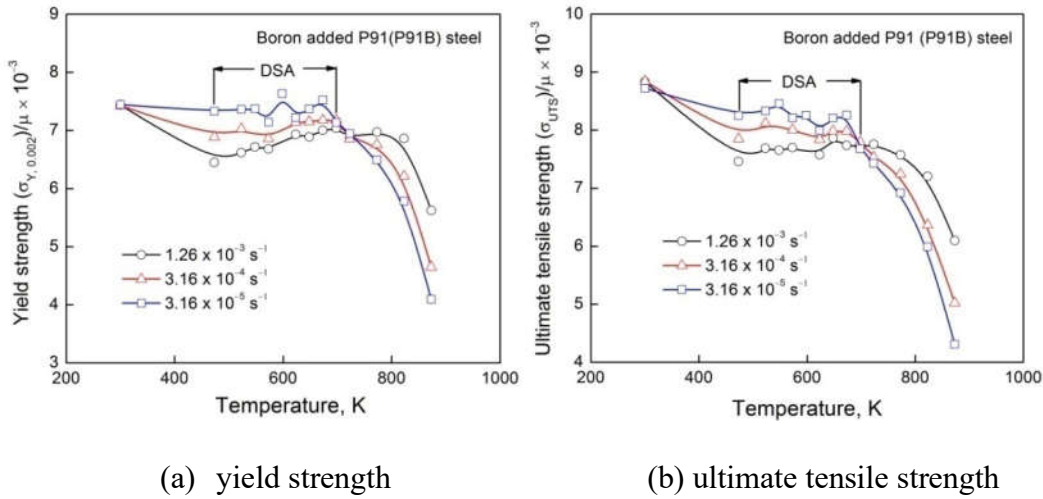 Boron added P91(P91B) steel
DSA
Yield strength (σY, 0.002)/μ × 10⁻³
8
7
6
5
4
3
1.26 x 10⁻³ s⁻¹
3.16 x 10⁻⁴ s⁻¹
3.16 x 10⁻⁵ s⁻¹
200 400 600 800 1000
Temperature, K
(a) yield strength
Boron added P91 (P91B) steel
DSA
Ultimate tensile strength (σUTS)/μ × 10⁻³
10
9
8
7
6
5
4
1.26 x 10⁻³ s⁻¹
3.16 x 10⁻⁴ s⁻¹
3.16 x 10⁻⁵ s⁻¹
200 400 600 800 1000
Temperature, K
(b) ultimate tensile strength